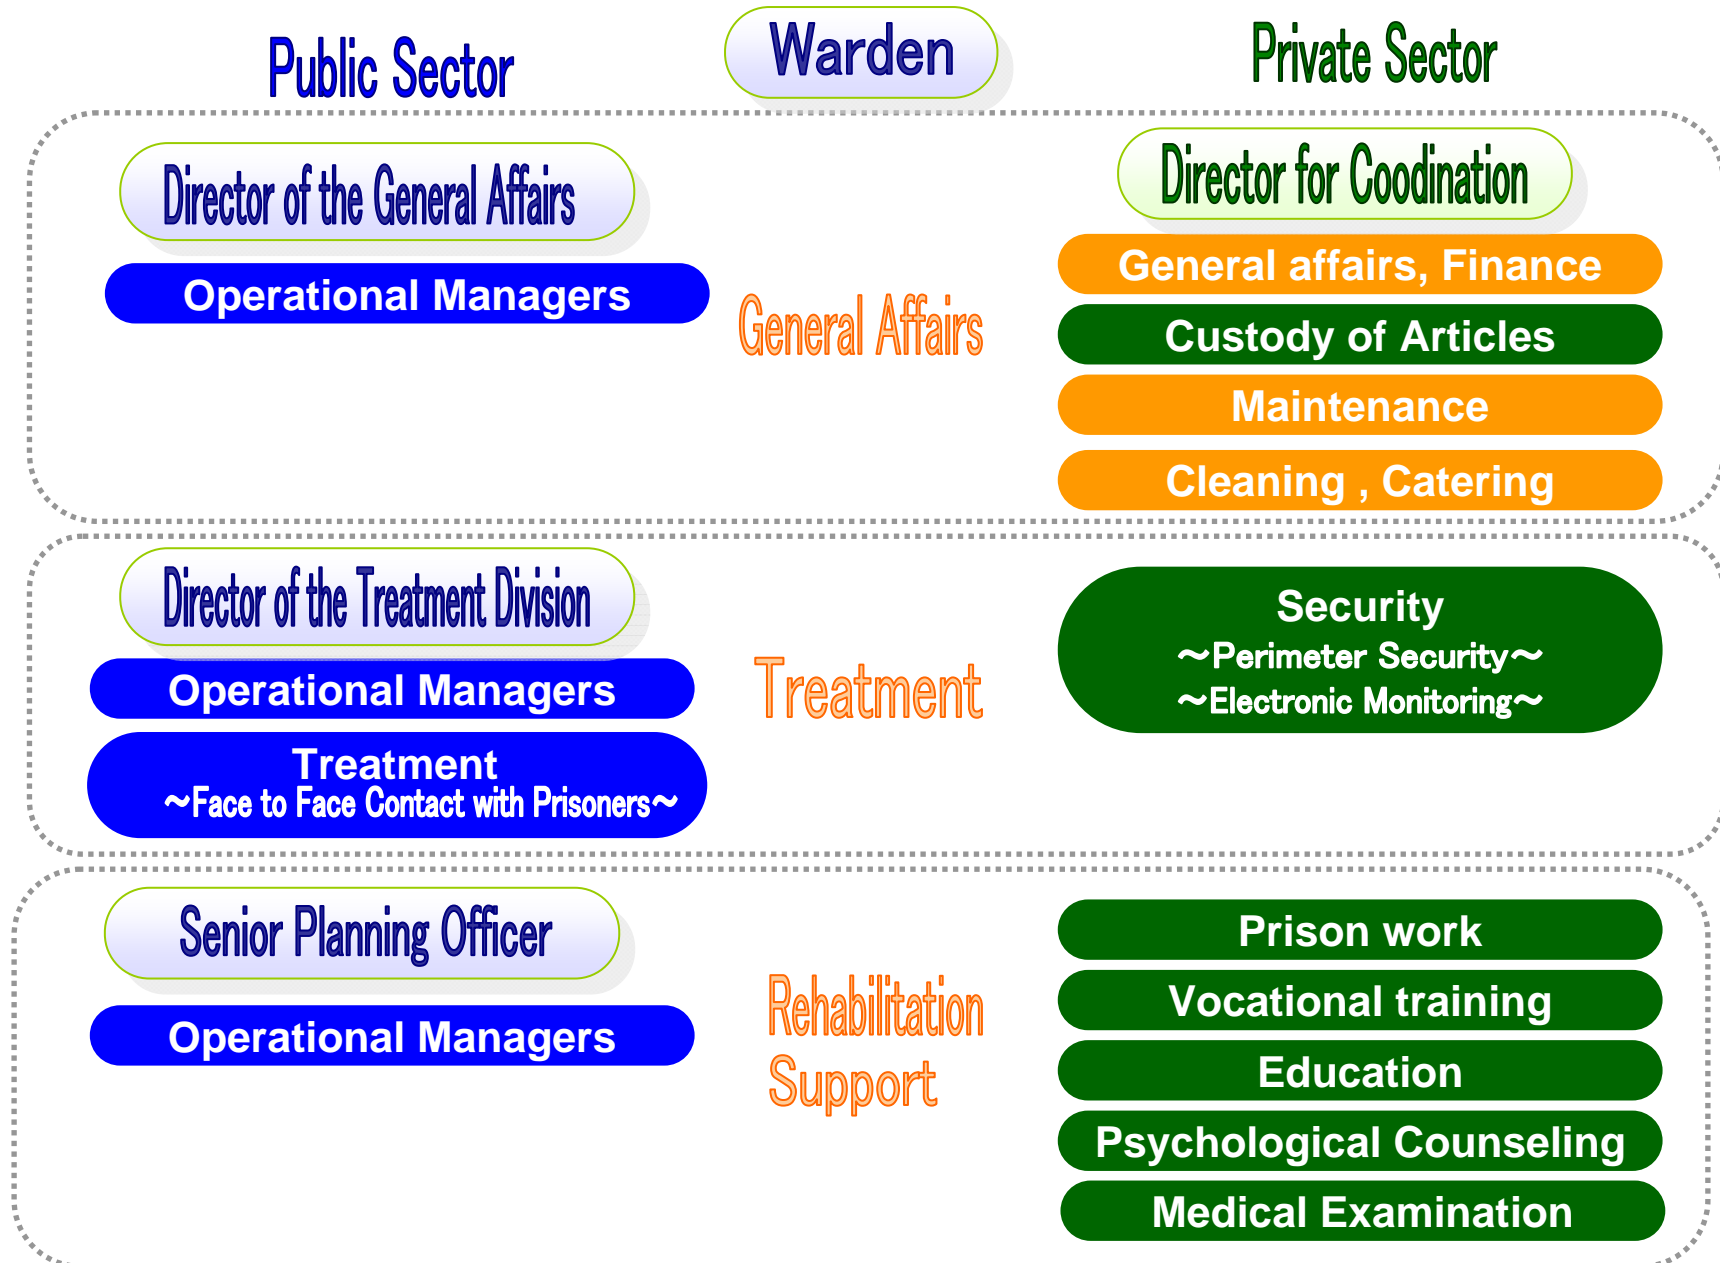 Public Sector
Warden
Private Sector
Director of the General Affairs
Operational Managers
General Affairs
Director for Coodination
General affairs, Finance
Custody of Articles
Maintenance
Cleaning , Catering
Director of the Treatment Division
Operational Managers
Treatment
～Face to Face Contact with Prisoners～
Treatment
Security
～Perimeter Security～
～Electronic Monitoring～
Senior Planning Officer
Operational Managers
Rehabilitation
Support
Prison work
Vocational training
Education
Psychological Counseling
Medical Examination